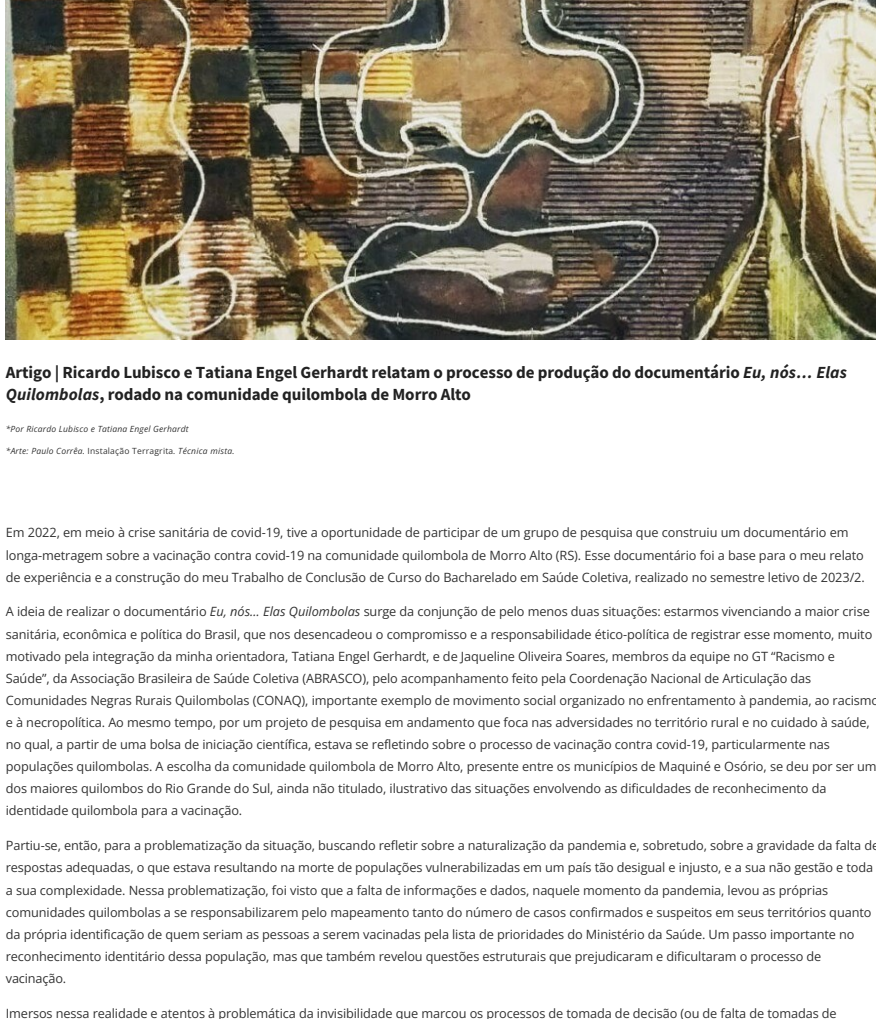 Artigo | Ricardo Lubisco e Tatiana Engel Gerhardt relatam o processo de produção do documentário Eu, nós… Elas
Quilombolas, rodado na comunidade quilombola de Morro Alto
*Por Ricardo Lubisco e Tatiana Engel Gerhardt
*Arte: Paulo Corrêa. Instalação Terragrita. Técnica mista.
Em 2022, em meio à crise sanitária de covid-19, tive a oportunidade de participar de um grupo de pesquisa que construiu um documentário em
longa-metragem sobre a vacinação contra covid-19 na comunidade quilombola de Morro Alto (RS). Esse documentário foi a base para o meu relato
de experiência e a construção do meu Trabalho de Conclusão de Curso do Bacharelado em Saúde Coletiva, realizado no semestre letivo de 2023/2.
A ideia de realizar o documentário Eu, nós… Elas Quilombolas surge da conjunção de pelo menos duas situações: estarmos vivenciando a maior crise
sanitária, econômica e política do Brasil, que nos desencadeou o compromisso e a responsabilidade ético-política de registrar esse momento, muito
motivado pela integração da minha orientadora, Tatiana Engel Gerhardt, e de Jaqueline Oliveira Soares, membros da equipe no GT “Racismo e
Saúde”, da Associação Brasileira de Saúde Coletiva (ABRASCO), pelo acompanhamento feito pela Coordenação Nacional de Articulação das
Comunidades Negras Rurais Quilombolas (CONAQ), importante exemplo de movimento social organizado no enfrentamento à pandemia, ao racismo
e à necropolítica. Ao mesmo tempo, por um projeto de pesquisa em andamento que foca nas adversidades no território rural e no cuidado à saúde,
no qual, a partir de uma bolsa de iniciação científica, estava se refletindo sobre o processo de vacinação contra covid-19, particularmente nas
populações quilombolas. A escolha da comunidade quilombola de Morro Alto, presente entre os municípios de Maquiné e Osório, se deu por ser um
dos maiores quilombos do Rio Grande do Sul, ainda não titulado, ilustrativo das situações envolvendo as dificuldades de reconhecimento da
identidade quilombola para a vacinação.
Partiu-se, então, para a problematização da situação, buscando refletir sobre a naturalização da pandemia e, sobretudo, sobre a gravidade da falta de
respostas adequadas, o que estava resultando na morte de populações vulnerabilizadas em um país tão desigual e injusto, e a sua não gestão e toda
a sua complexidade. Nessa problematização, foi visto que a falta de informações e dados, naquele momento da pandemia, levou as próprias
comunidades quilombolas a se responsabilizarem pelo mapeamento tanto do número de casos confirmados e suspeitos em seus territórios quanto
da própria identificação de quem seriam as pessoas a serem vacinadas pela lista de prioridades do Ministério da Saúde. Um passo importante no
reconhecimento identitário dessa população, mas que também revelou questões estruturais que prejudicaram e dificultaram o processo de
vacinação.
Imersos nessa realidade e atentos à problemática da invisibilidade que marcou os processos de tomada de decisão (ou de falta de tomadas de